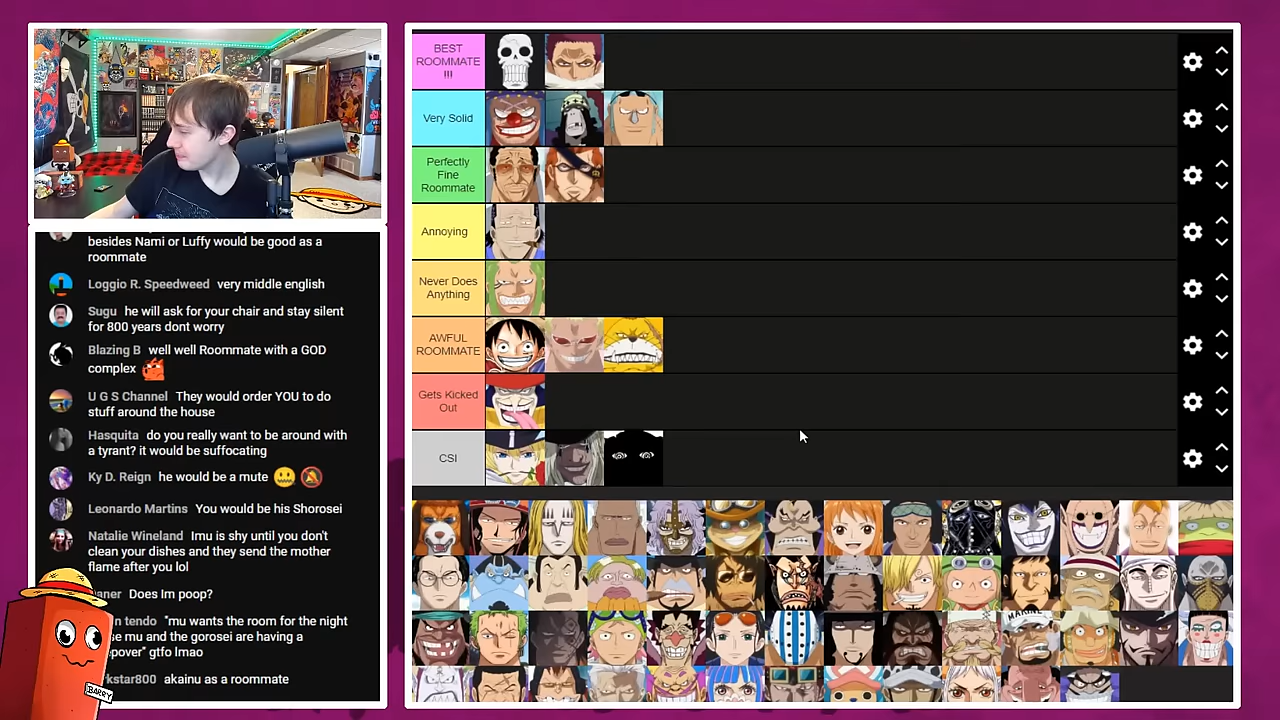 besides Nami or Luffy would be good as a
roommate
Loggio R. Speedweed very middle english
Sugu he will ask for your chair and stay silent
for 800 years dont worry
Blazing B well well Roommate with a GOD
complex
U G S Channel They would order YOU to do
stuff around the house
Hasquita do you really want to be around with
a tyrant? it would be suffocating
Ky D. Reign he would be a mute
Leonardo Martins You would be his Shorosei
Natalie Wineland Imu is shy until you don't
clean your dishes and they send the mother
flame after you lol
aner Does Im poop?
n tendo "mu wants the room for the night
se mu and the gorosei are having a
epover" gtfo lmao
rkstar800 akainu as a roommate
BARRY
BEST
ROOMMATE
!!!
Very Solid
Perfectly
Fine
Roommate
Annoying
Never Does
Anything
AWFUL
ROOMMATE
Gets Kicked
Out
CSI
MARINE